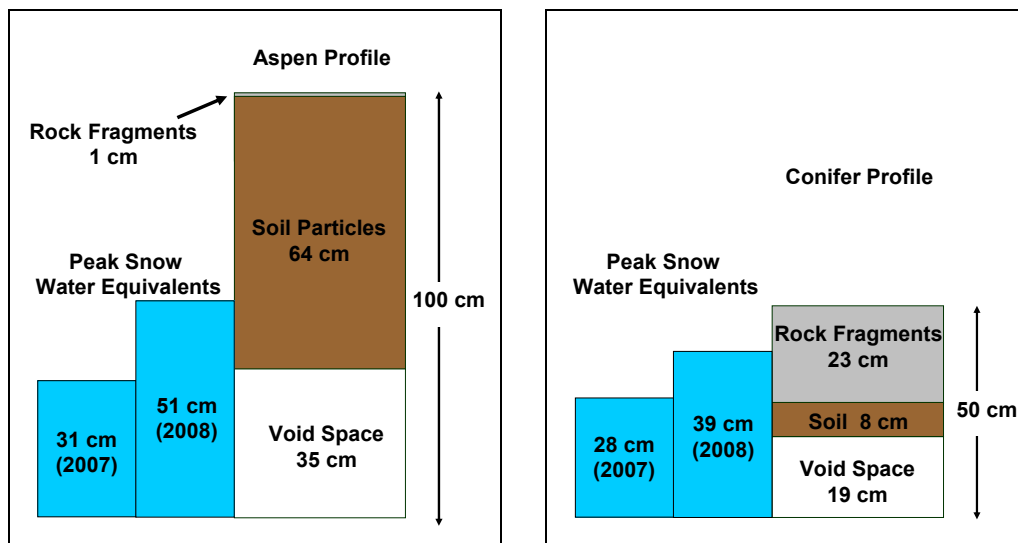 Aspen Profile
Rock Fragments
1 cm
Soil Particles
64 cm
Peak Snow
Water Equivalents
100 cm
51 cm
(2008)
31 cm
(2007)
Void Space
35 cm
Conifer Profile
Peak Snow
Water Equivalents
Rock Fragments
23 cm
50 cm
Soil 8 cm
39 cm
(2008)
28 cm
(2007)
Void Space
19 cm